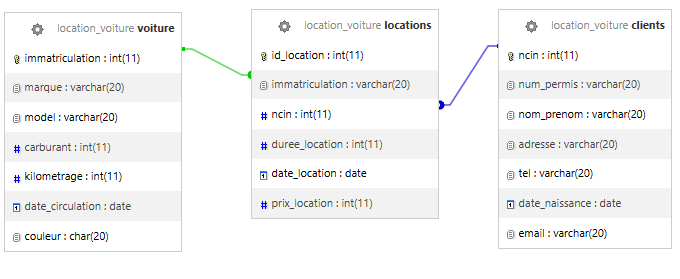 location_voiture voiture
immatriculation : int(11)
marque : varchar(20)
model : varchar(20)
carburant : int(11)
kilometrage : int(11)
date_circulation : date
couleur : char(20)
location_voiture locations
id_location : int(11)
immatriculation : varchar(20)
ncin : int(11)
duree_location : int(11)
date_location : date
prix_location : int(11)
location_voiture clients
ncin : int(11)
num_permis : varchar(20)
nom_prenom : varchar(20)
adresse : varchar(20)
tel : varchar(20)
date_naissance : date
email : varchar(20)